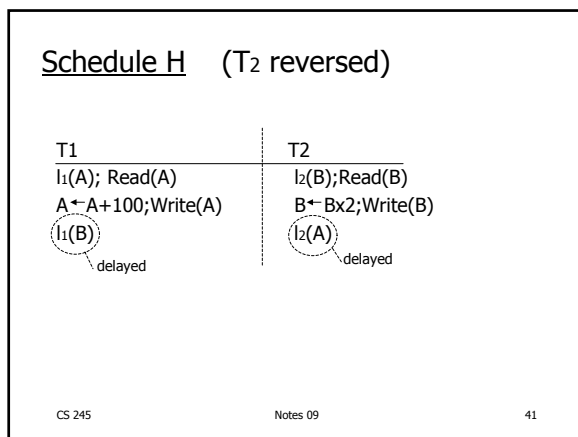 Schedule H (T2 reversed)
T1 T2
l1(A); Read(A) l2(B);Read(B)
A←A+100;Write(A) B←Bx2;Write(B)
l1(B) l2(A)
delayed delayed
CS 245 Notes 09 41